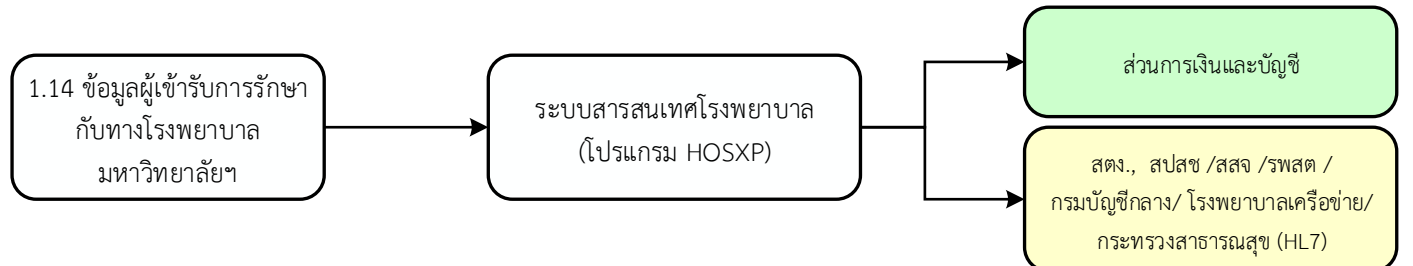 1.14 ข้อมูลผู้เข้ารับการรักษา
กับทางโรงพยาบาล
มหาวิทยาลัยฯ
ระบบสารสนเทศโรงพยาบาล
(โปรแกรม HOSXP)
ส่วนการเงินและบัญชี
สตง., สปสช /สสจ /รพสต /
กรมบัญชีกลาง/ โรงพยาบาลเครือข่าย/
กระทรวงสาธารณสุข (HL7)